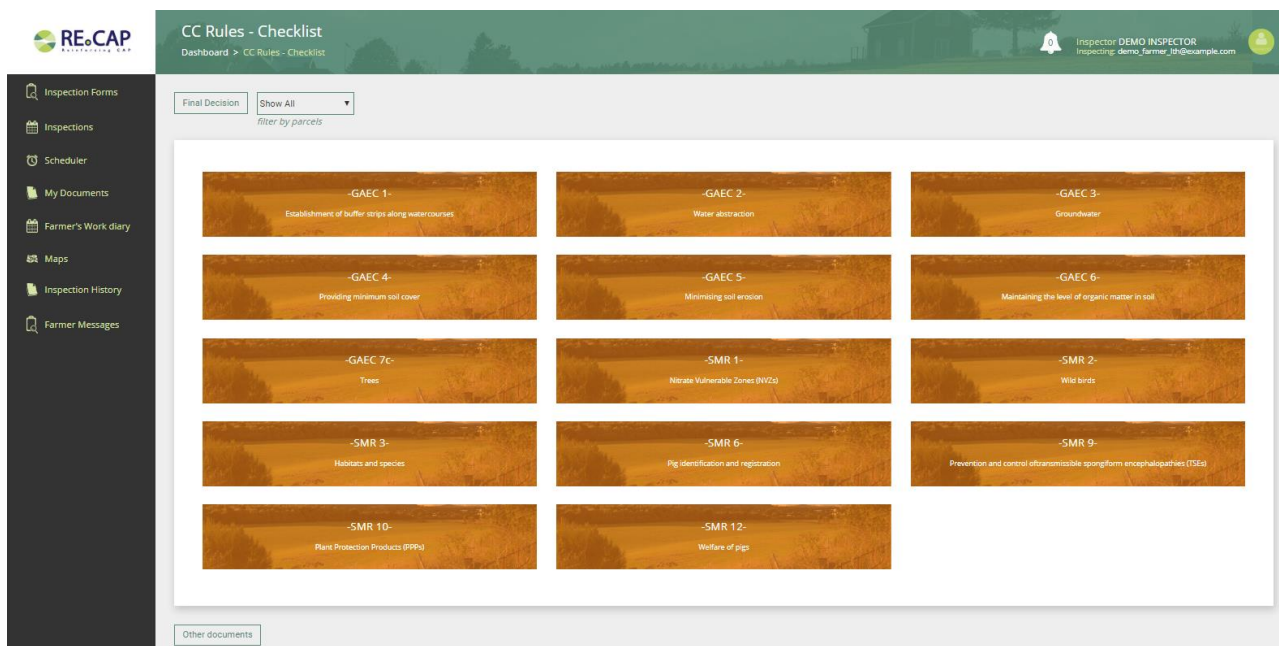 RE.CAP
Reinforcing CAP
CC Rules - Checklist
Dashboard > CC Rules - Checklist
0
Inspector DEMO INSPECTOR
Inspecting: demo_farmer_lth@example.com
Inspection Forms
Inspections
Scheduler
My Documents
Farmer's Work diary
Maps
Inspection History
Farmer Messages
Final Decision
Show All
filter by parcels
-GAEC 1-
Establishment of buffer strips along watercourses
-GAEC 2-
Water abstraction
-GAEC 3-
Groundwater
-GAEC 4-
Providing minimum soil cover
-GAEC 5-
Minimising soil erosion
-GAEC 6-
Maintaining the level of organic matter in soil
-GAEC 7c-
Trees
-SMR 1-
Nitrate Vulnerable Zones (NVZs)
-SMR 2-
Wild birds
-SMR 3-
Habitats and species
-SMR 6-
Pig identification and registration
-SMR 9-
Prevention and control oftransmissible spongiform encephalopathies (TSEs)
-SMR 10-
Plant Protection Products (PPPs)
-SMR 12-
Welfare of pigs
Other documents